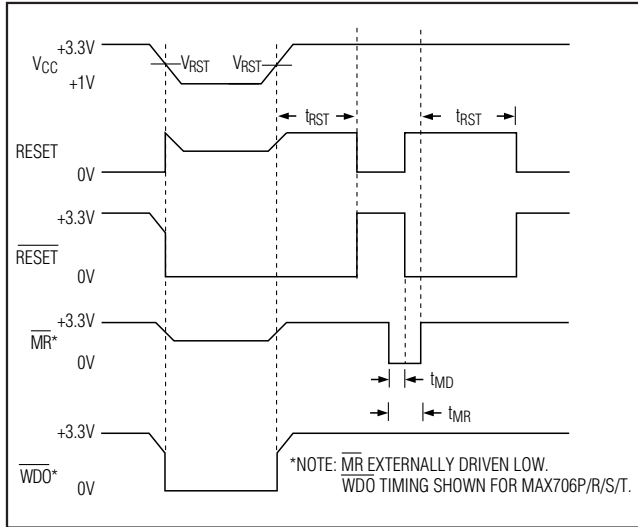 +3.3V
VCC
VRST VRST
+1V
tRST tRST
RESET
0V
+3.3V
RESET
0V
+3.3V
MR*
0V
tMD
tMR
+3.3V
WDO*
0V
*NOTE: MR EXTERNALLY DRIVEN LOW.
WDO TIMING SHOWN FOR MAX706P/R/S/T.